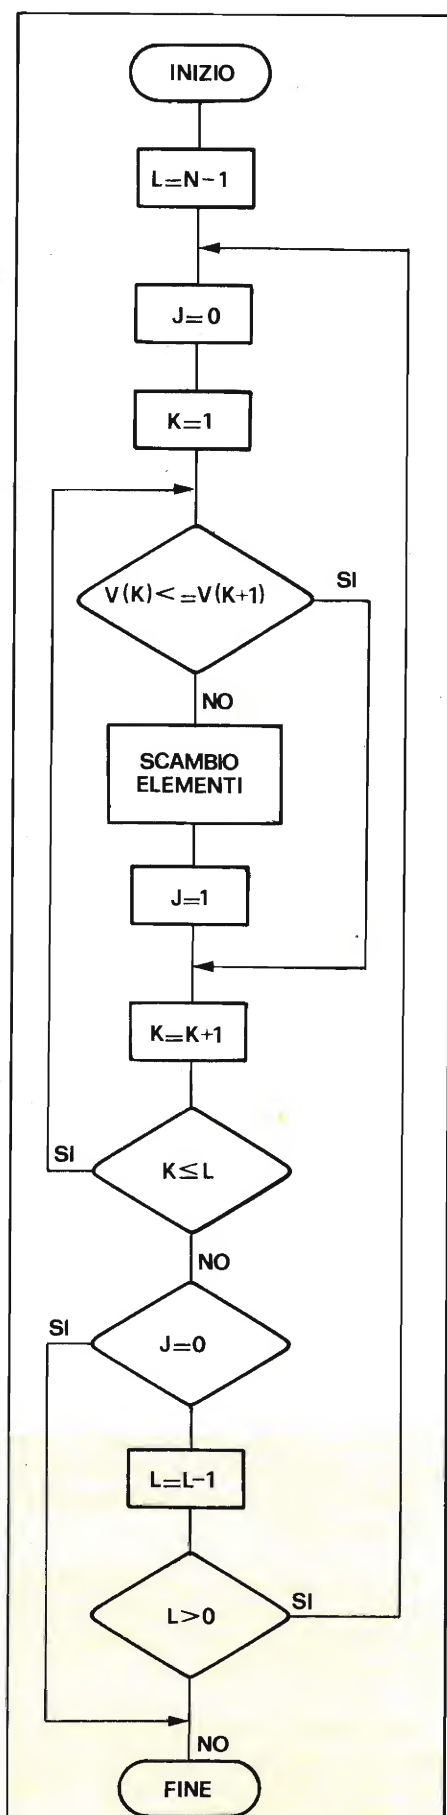 INIZIO
L=N-1
J=0
K=1
V(K)<=V(K+1)
SI
NO
SCAMBIO
ELEMENTI
J=1
K=K+1
SI
K≤L
NO
SI
J=0
L=L-1
L>0
SI
NO
FINE